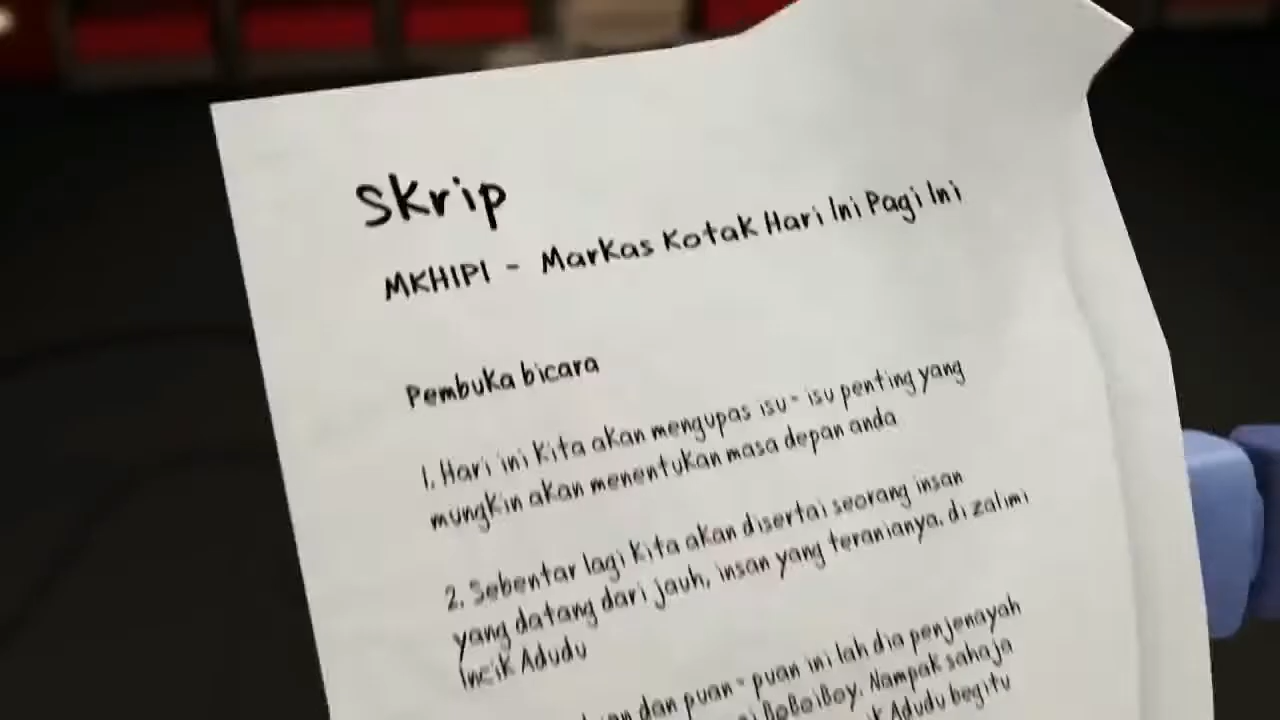 Skrip
MKHIPI - Markas Kotak Hari Ini Pagi Ini
Pembuka bicara
1. Hari ini kita akan mengupas isu-isu penting yang
mungkin akan menentukan masa depan anda
2. Sebentar lagi kita akan disertai seorang insan
yang datang dari jauh, insan yang teranianya, di zalimi
Incik Adudu
dan puan-puan ini lah dia penjenayah
BoBoiBoy. Nampak sahaja
Adudu begitu